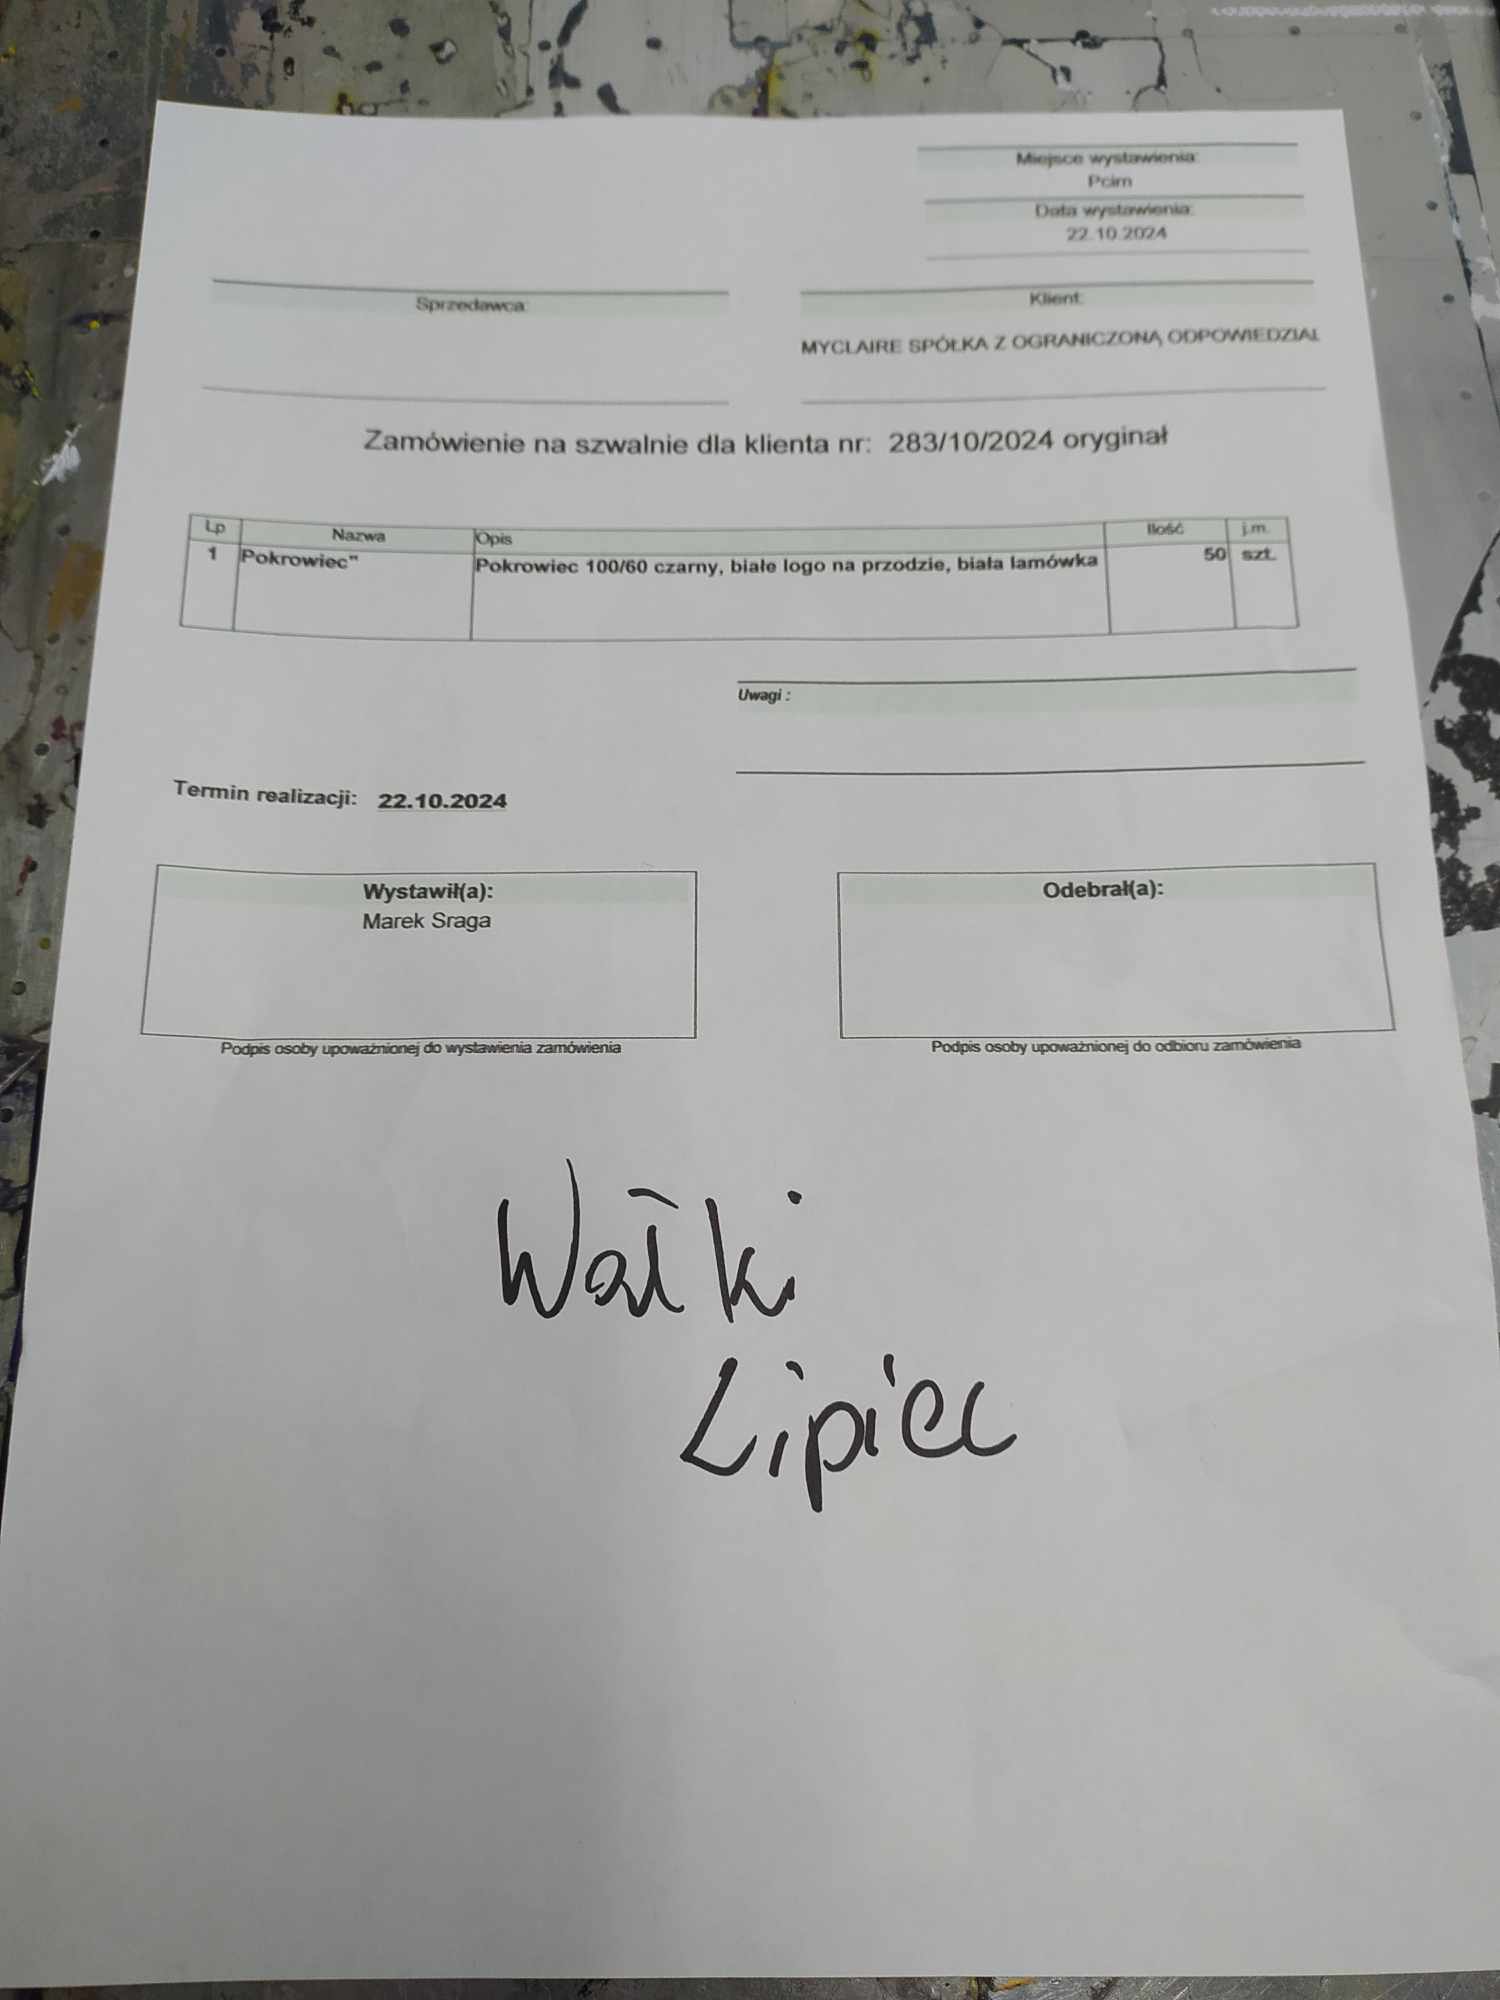 Miejsce wystawienia:
Pcim
Data wystawienia:
22.10.2024
Sprzedawca:
Klient:
MYCLAIRE SPÓŁKA Z OGRANICZONĄ ODPOWIEDZIAL
Zamówienie na szwalnie dla klienta nr: 283/10/2024 oryginał
Lp Nazwa Opis Ilość j.m.
1 Pokrowiec" Pokrowiec 100/60 czarny, białe logo na przodzie, biała lamówka 50 szt.
Uwagi :
Termin realizacji: 22.10.2024
Wystawił(a):
Marek Sraga
Odebrał(a):
Podpis osoby upoważnionej do wystawienia zamówienia
Podpis osoby upoważnionej do odbioru zamówienia
Wałki
Lipiec